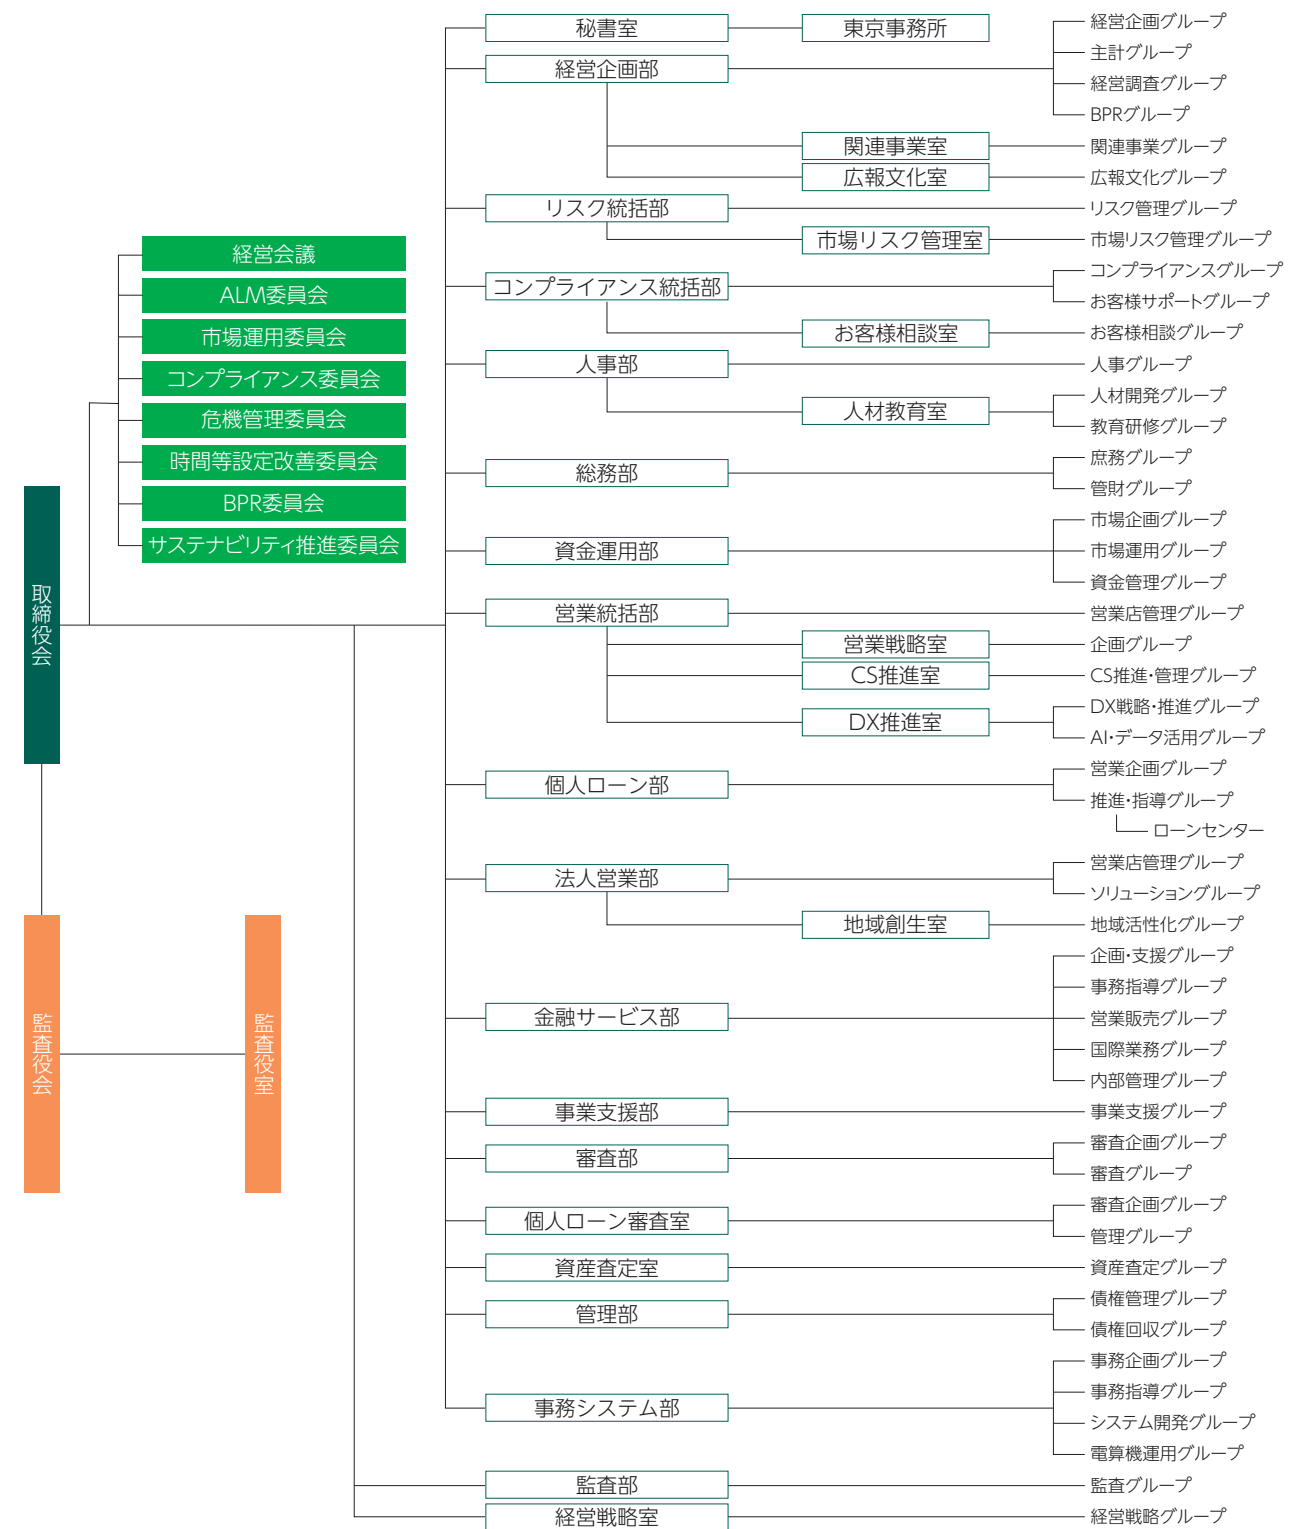 取締役会
監査役会
監査役室
経営会議
ALM委員会
市場運用委員会
コンプライアンス委員会
危機管理委員会
時間等設定改善委員会
BPR委員会
サステナビリティ推進委員会
秘書室
東京事務所
経営企画部
経営企画グループ
主計グループ
経営調査グループ
BPRグループ
関連事業室
関連事業グループ
広報文化室
広報文化グループ
リスク統括部
リスク管理グループ
市場リスク管理室
市場リスク管理グループ
コンプライアンス統括部
コンプライアンスグループ
お客様サポートグループ
お客様相談室
お客様相談グループ
人事部
人事グループ
人材教育室
人材開発グループ
教育研修グループ
総務部
庶務グループ
管財グループ
資金運用部
市場企画グループ
市場運用グループ
資金管理グループ
営業統括部
営業店管理グループ
営業戦略室
企画グループ
CS推進室
CS推進・管理グループ
DX推進室
DX戦略・推進グループ
AI・データ活用グループ
個人ローン部
営業企画グループ
推進・指導グループ
ローンセンター
法人営業部
営業店管理グループ
ソリューショングループ
地域創生室
地域活性化グループ
金融サービス部
企画・支援グループ
事務指導グループ
営業販売グループ
国際業務グループ
内部管理グループ
事業支援部
事業支援グループ
審査部
審査企画グループ
審査グループ
個人ローン審査室
審査企画グループ
管理グループ
資産査定室
資産査定グループ
管理部
債権管理グループ
債権回収グループ
事務システム部
事務企画グループ
事務指導グループ
システム開発グループ
電算機運用グループ
監査部
監査グループ
経営戦略室
経営戦略グループ